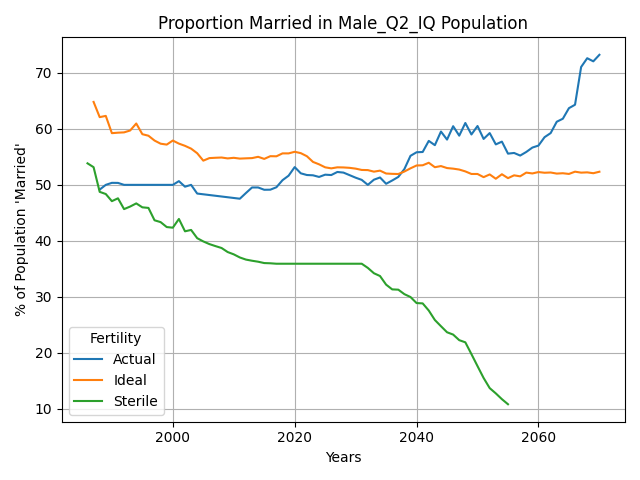 Proportion Married in Male_Q2_IQ Population
% of Population 'Married'
70
60
50
40
30
20
10
Fertility
Actual
Ideal
Sterile
2000 2020 2040 2060
Years